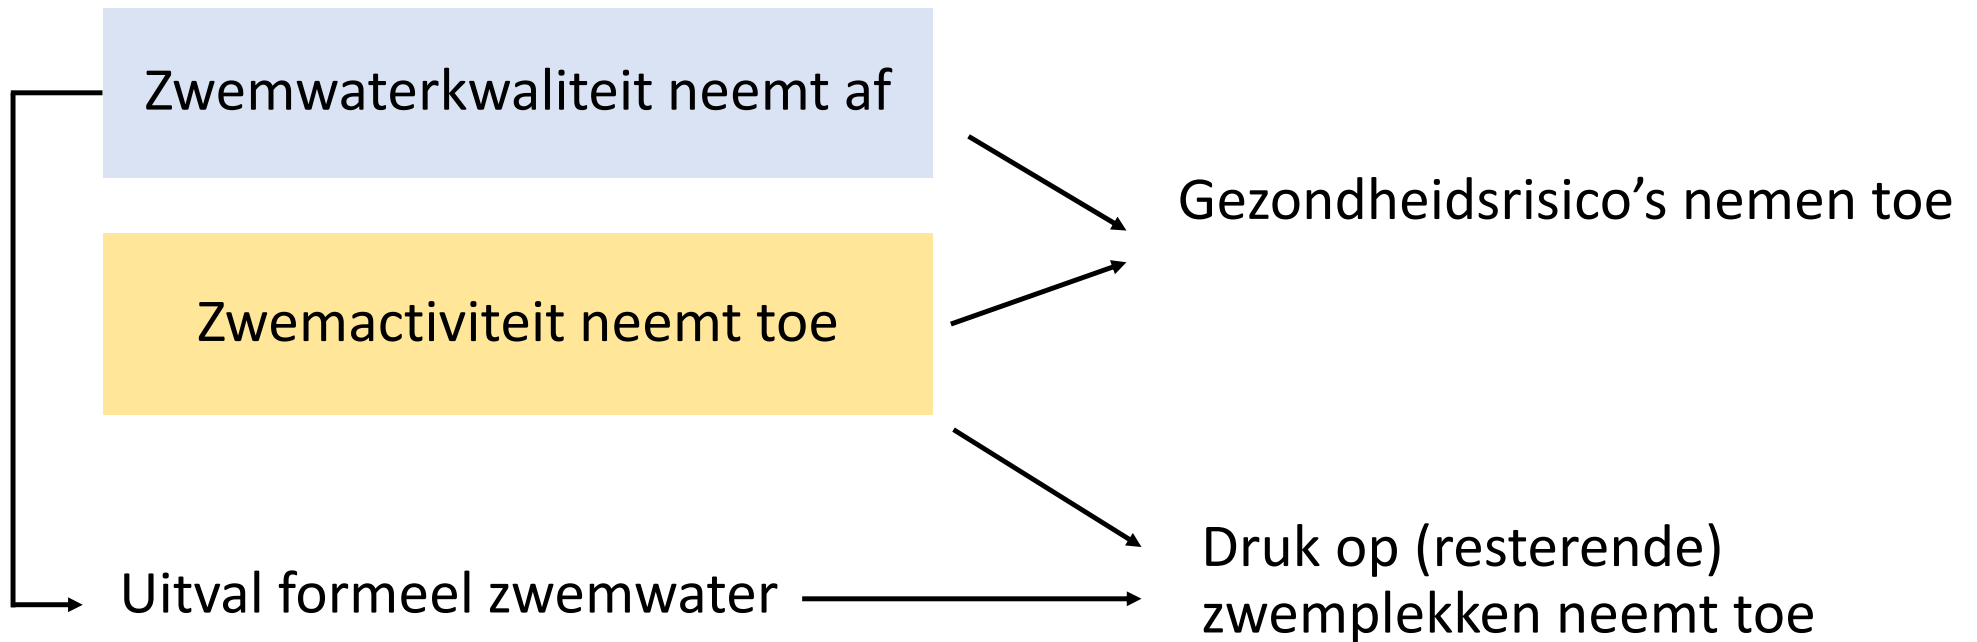 Zwemwaterkwaliteit neemt af
Gezondheidsrisico’s nemen toe
Zwemactiviteit neemt toe
Uitval formeel zwemwater
Druk op (resterende)
zwemplekken neemt toe